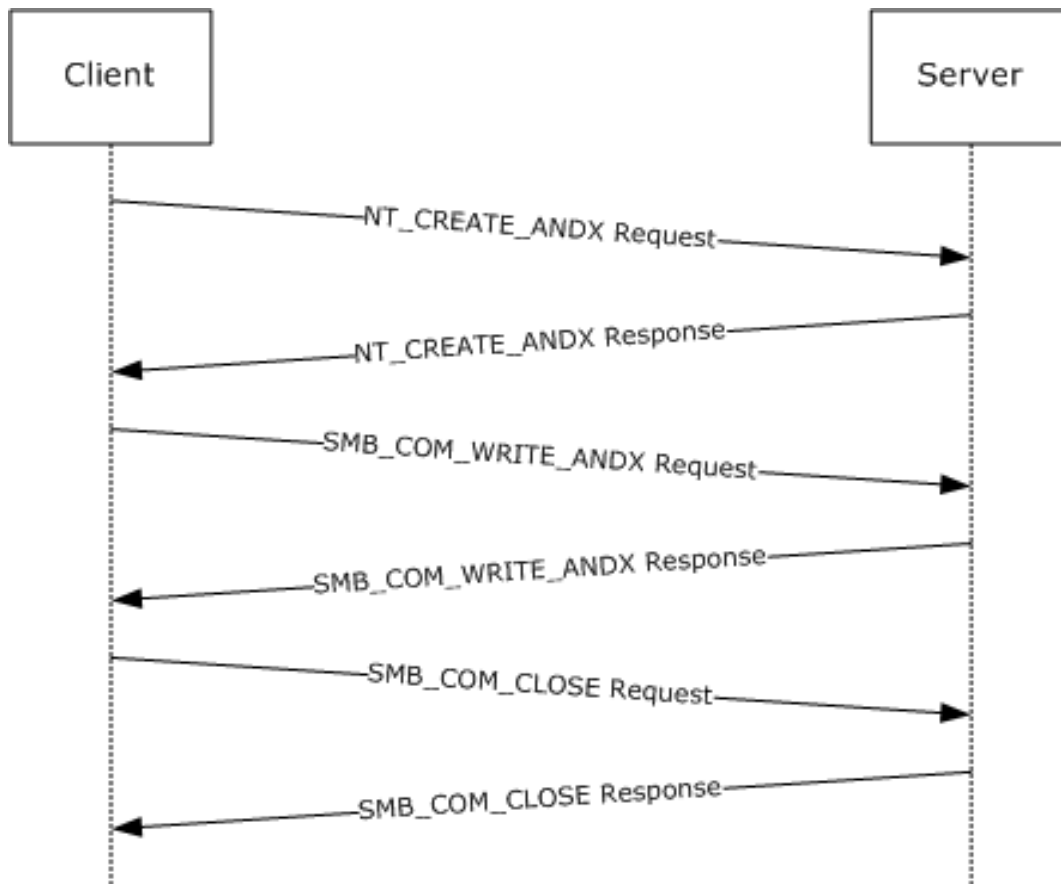 Client
Server
NT_CREATE_ANDX Request
NT_CREATE_ANDX Response
SMB_COM_WRITE_ANDX Request
SMB_COM_WRITE_ANDX Response
SMB_COM_CLOSE Request
SMB_COM_CLOSE Response